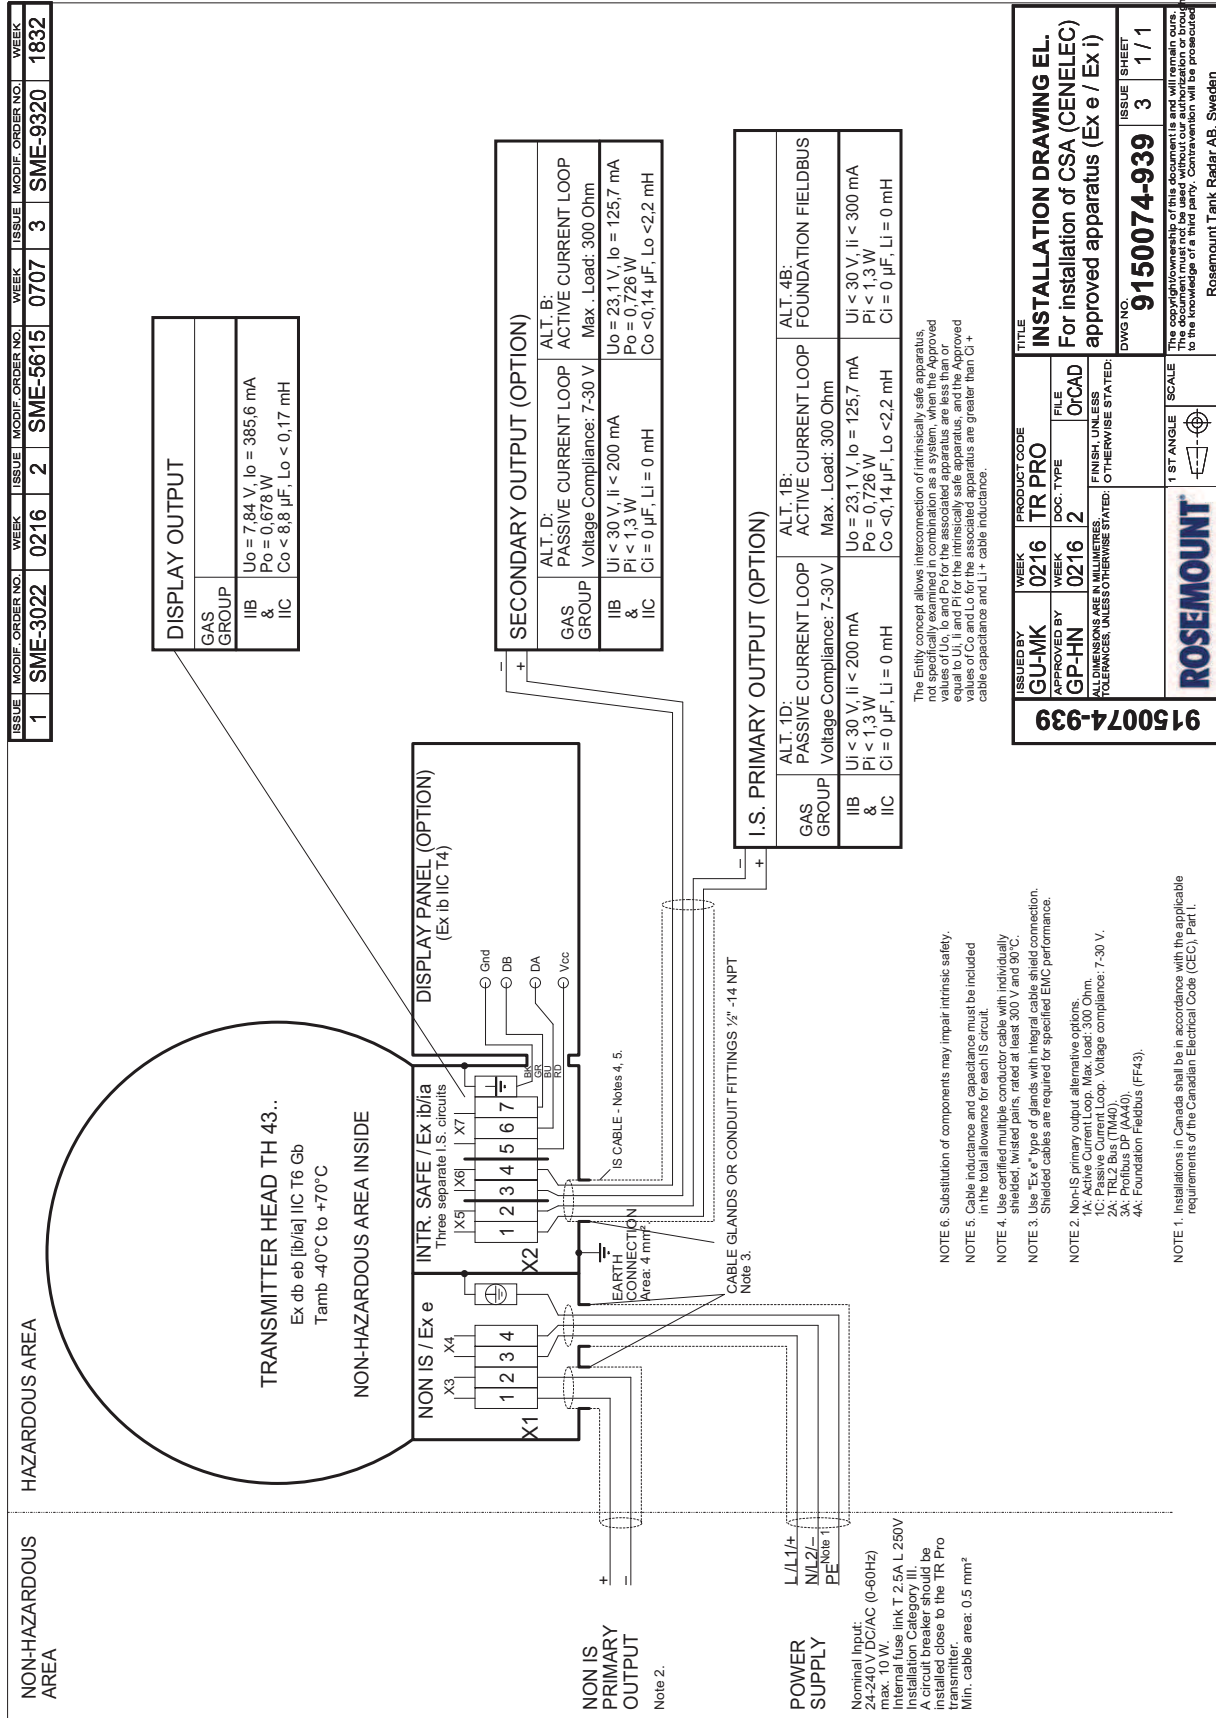 NON-HAZARDOUS
AREA
HAZARDOUS AREA
ISSUE MODIF. ORDER NO. WEEK ISSUE MODIF. ORDER NO. WEEK ISSUE MODIF. ORDER NO. WEEK
1 SME-3022 0216 2 SME-5615 0707 3 SME-9320 1832
TRANSMITTER HEAD TH 43..
Ex db eb [ib/ia] IIC T6 Gb
Tamb -40°C to +70°C
NON-HAZARDOUS AREA INSIDE
DISPLAY OUTPUT
GAS
GROUP
IIB
&
IIC
Uo = 7,84 V, Io = 385,6 mA
Po = 0,678 W
Co < 8,8 µF, Lo < 0,17 mH
NON IS / Ex e
X3 X4
1 2 3 4
X1
INTR. SAFE / Ex ib/ia
Three separate I.S. circuits
X5 X6 X7
1 2 3 4 5 6 7
X2
BK
GR
BU
RD
DISPLAY PANEL (OPTION)
(Ex ib IIC T4)
Gnd
DB
DA
Vcc
SECONDARY OUTPUT (OPTION)
– +
GAS
GROUP
ALT. D:
PASSIVE CURRENT LOOP
Voltage Compliance: 7-30 V
ALT. B:
ACTIVE CURRENT LOOP
Max . Load: 300 Ohm
IIB
&
IIC
Ui < 30 V, Ii < 200 mA
Pi < 1,3 W
Ci = 0 µF, Li = 0 mH
Uo = 23,1 V, Io = 125,7 mA
Po = 0,726 W
Co <0,14 µF, Lo <2,2 mH
IS CABLE - Notes 4, 5.
EARTH
CONNECTION
Area: 4 mm²
CABLE GLANDS OR CONDUIT FITTINGS ½" -14 NPT
Note 3.
I.S. PRIMARY OUTPUT (OPTION)
– +
GAS
GROUP
ALT. 1D:
PASSIVE CURRENT LOOP
Voltage Compliance: 7-30 V
ALT. 1B:
ACTIVE CURRENT LOOP
Max . Load: 300 Ohm
ALT. 4B:
FOUNDATION FIELDBUS
IIB
&
IIC
Ui < 30 V, Ii < 200 mA
Pi < 1,3 W
Ci = 0 µF, Li = 0 mH
Uo = 23,1 V, Io = 125,7 mA
Po = 0,726 W
Co <0,14 µF, Lo <2,2 mH
Ui < 30 V, Ii < 300 mA
Pi < 1,3 W
Ci = 0 µF, Li = 0 mH
NON IS
PRIMARY
OUTPUT
+
–
Note 2.
POWER
SUPPLY
L /L1/+
N/L2/–
PE Note 1
Nominal Input:
24-240 V DC/AC (0-60Hz)
max. 10 W.
Internal fuse link T 2.5A L 250V
Installation Category III.
A circuit breaker should be
installed close to the TR Pro
transmitter.
Min. cable area: 0.5 mm²
The Entity concept allows interconnection of intrinsically safe apparatus,
not specifically examined in combination as a system, when the Approved
values of Uo, Io and Po for the associated apparatus are less than or
equal to Ui, Ii and Pi for the intrinsically safe apparatus, and the Approved
values of Co and Lo for the associated apparatus are greater than Ci +
cable capacitance and Li + cable inductance.
NOTE 6. Substitution of components may impair intrinsic safety.
NOTE 5. Cable inductance and capacitance must be included
in the total allowance for each IS circuit.
NOTE 4. Use certified multiple conductor cable with individually
shielded, twisted pairs, rated at least 300 V and 90°C.
NOTE 3. Use "Ex e" type of glands with integral cable shield connection.
Shielded cables are required for specified EMC performance.
NOTE 2. Non-IS primary output alternative options.
1A: Active Current Loop. Max. load: 300 Ohm.
1C: Passive Current Loop. Voltage compliance: 7-30 V.
2A: TRL2 Bus (TM40).
3A: Profibus DP (AA40).
4A: Foundation Fieldbus (FF43).
NOTE 1. Installations in Canada shall be in accordance with the applicable
requirements of the Canadian Electrical Code (CEC), Part I.
9150074-939
ISSUED BY WEEK PRODUCT CODE
GU-MK 0216 TR PRO
APPROVED BY WEEK DOC. TYPE FILE
GP-HN 0216 2 OrCAD
ALL DIMENSIONS ARE IN MILLIMETRES.
TOLERANCES, UNLESS OTHERWISE STATED:
FINISH, UNLESS
OTHERWISE STATED:
ROSEMOUNT
1 ST ANGLE SCALE
TITLE
INSTALLATION DRAWING EL.
For installation of CSA (CENELEC)
approved apparatus (Ex e / Ex i)
DWG NO. ISSUE SHEET
9150074-939 3 1 / 1
The copyright/ownership of this document is and will remain ours.
The document must not be used without our authorization or brough
to the knowledge of a third party. Contravention will be prosecuted
Rosemount Tank Radar AB, Sweden